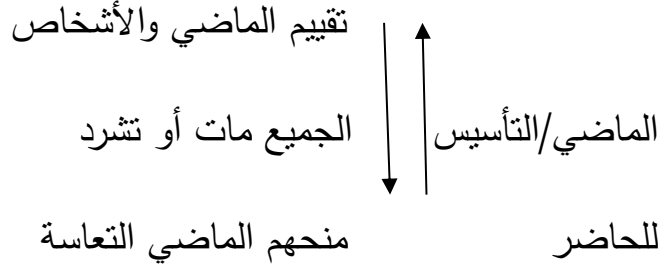 تقييم الماضي والأشخاص
الماضي/التأسيس الجميع مات أو تشرد
للحاضر منحهم الماضي التعاسة